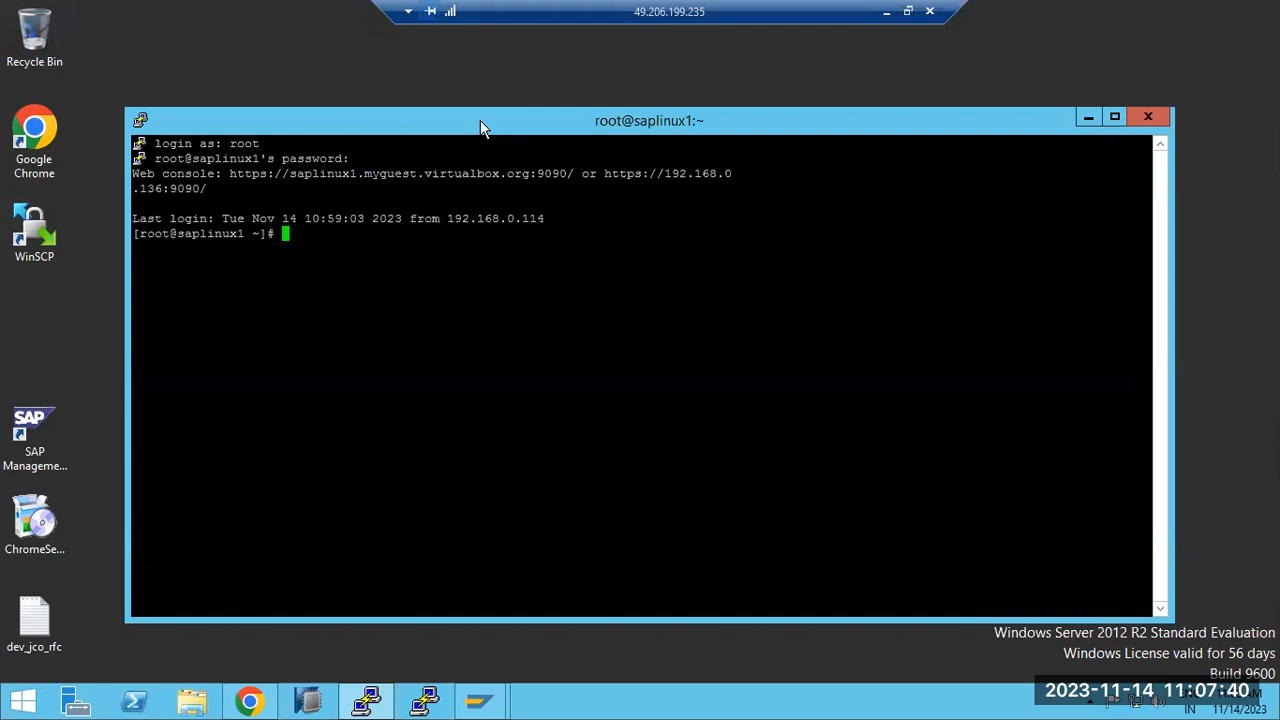 49.206.199.235
Recycle Bin
Google
Chrome
WinSCP
SAP
SAP
Manageme...
ChromeSe...
dev_jco_rfc
root@saplinux1:~
login as: root
root@saplinux1's password:
Web console: https://saplinux1.myguest.virtualbox.org:9090/ or https://192.168.0
.136:9090/
Last login: Tue Nov 14 10:59:03 2023 from 192.168.0.114
[root@saplinux1 ~]#
Windows Server 2012 R2 Standard Evaluation
Windows License valid for 56 days
Build 9600
2023-11-14 11:07:40
IN
11/14/2023